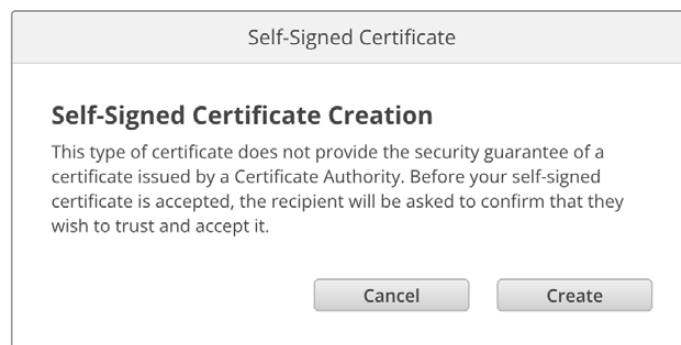 Self-Signed Certificate
Self-Signed Certificate Creation
This type of certificate does not provide the security guarantee of a
certificate issued by a Certificate Authority. Before your self-signed
certificate is accepted, the recipient will be asked to confirm that they
wish to trust and accept it.
Cancel
Create